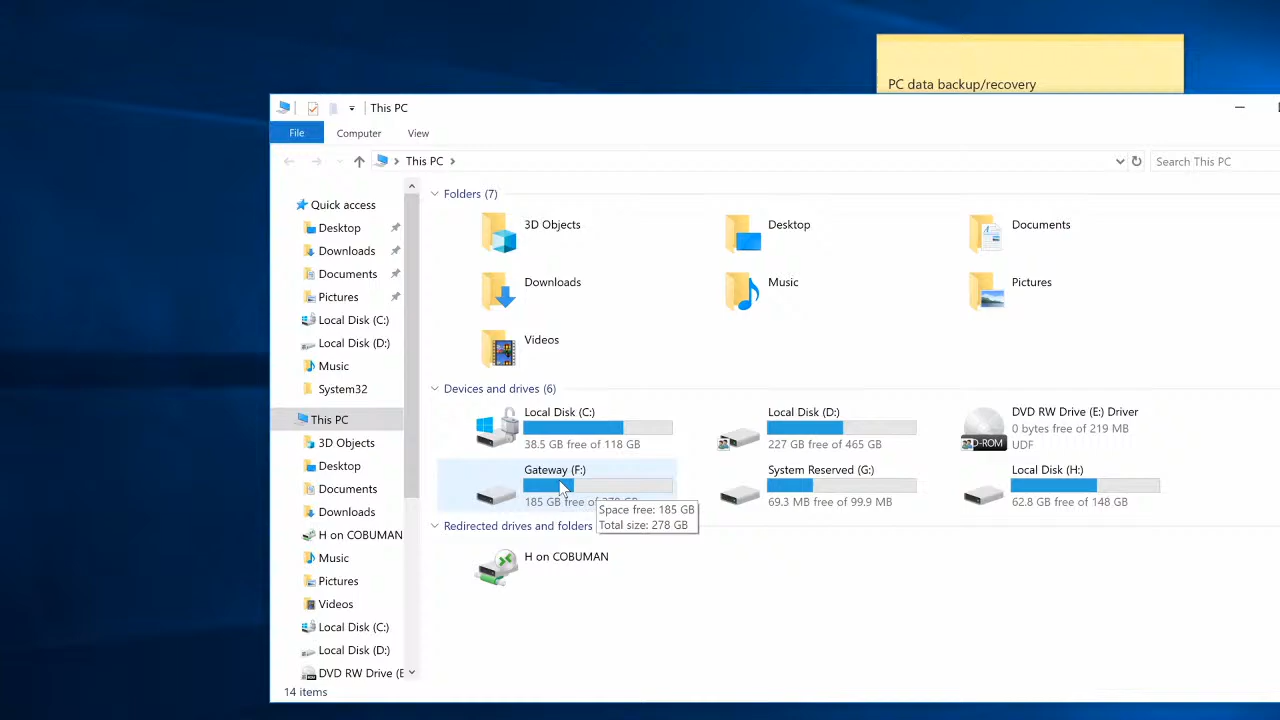 PC data backup/recovery
This PC
File Computer View
This PC
Search This PC
Quick access
Desktop
Downloads
Documents
Pictures
Local Disk (C:)
Local Disk (D:)
Music
System32
This PC
3D Objects
Desktop
Documents
Downloads
H on COBUMAN
Music
Pictures
Videos
Local Disk (C:)
Local Disk (D:)
DVD RW Drive (E
Folders (7)
3D Objects
Desktop
Documents
Downloads
Music
Pictures
Videos
Devices and drives (6)
Local Disk (C:)
38.5 GB free of 118 GB
Local Disk (D:)
227 GB free of 465 GB
DVD RW Drive (E:) Driver
0 bytes free of 219 MB
UDF
D-ROM
Gateway (F:)
185 GB free of 278 GB
Space free: 185 GB
Total size: 278 GB
System Reserved (G:)
69.3 MB free of 99.9 MB
Local Disk (H:)
62.8 GB free of 148 GB
Redirected drives and folders
H on COBUMAN
14 items